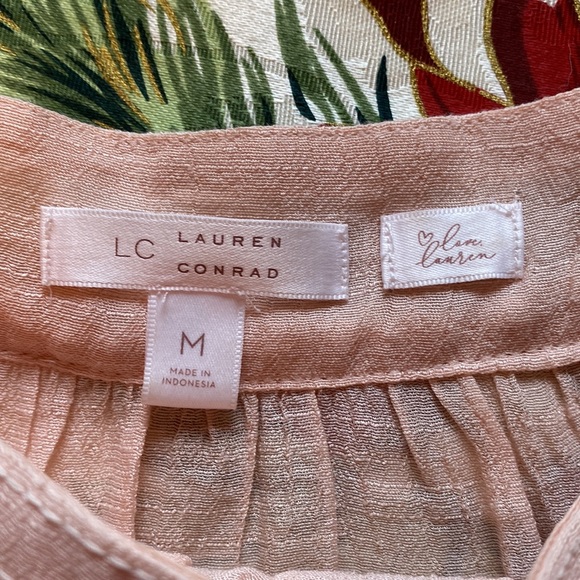 LC LAUREN
CONRAD
love,
lauren
M
MADE IN
INDONESIA